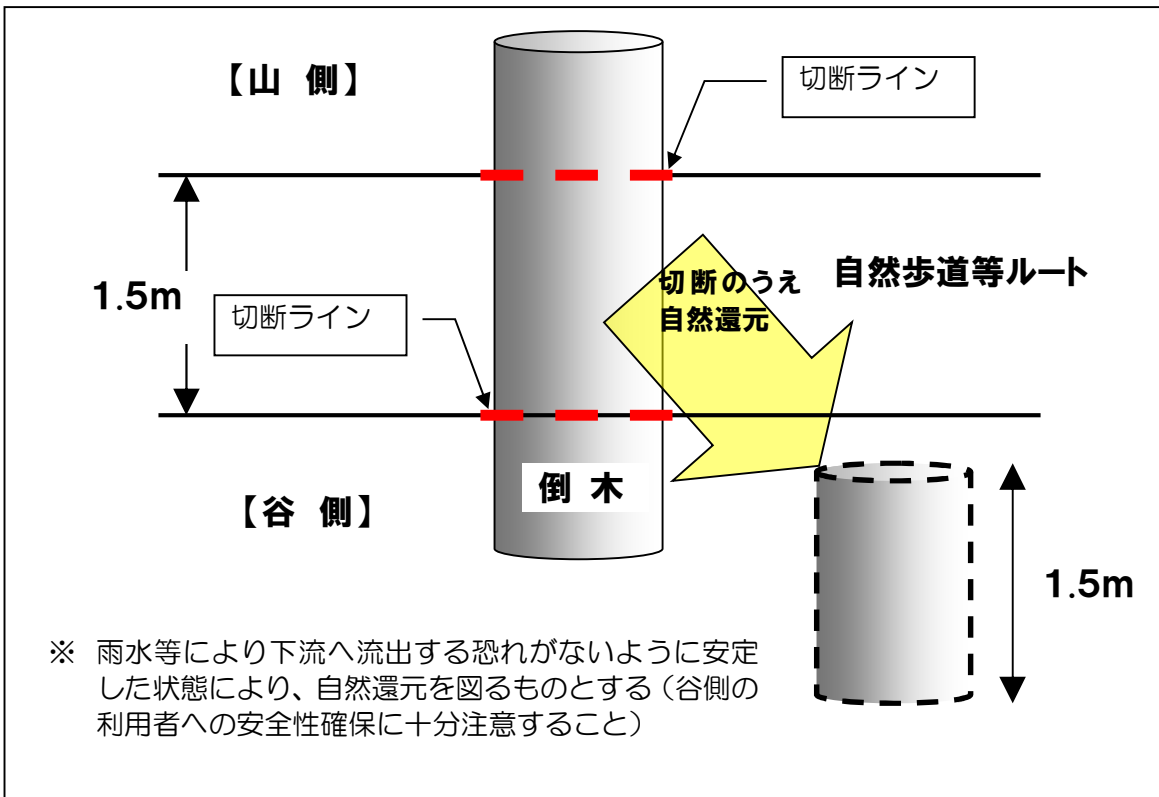 【山 側】
切断ライン
1.5m
切断ライン
切断のうえ
自然還元
自然歩道等ルート
倒 木
【谷 側】
1.5m
※ 雨水等により下流へ流出する恐れがないように安定
した状態により、自然還元を図るものとする（谷側の
利用者への安全性確保に十分注意すること）